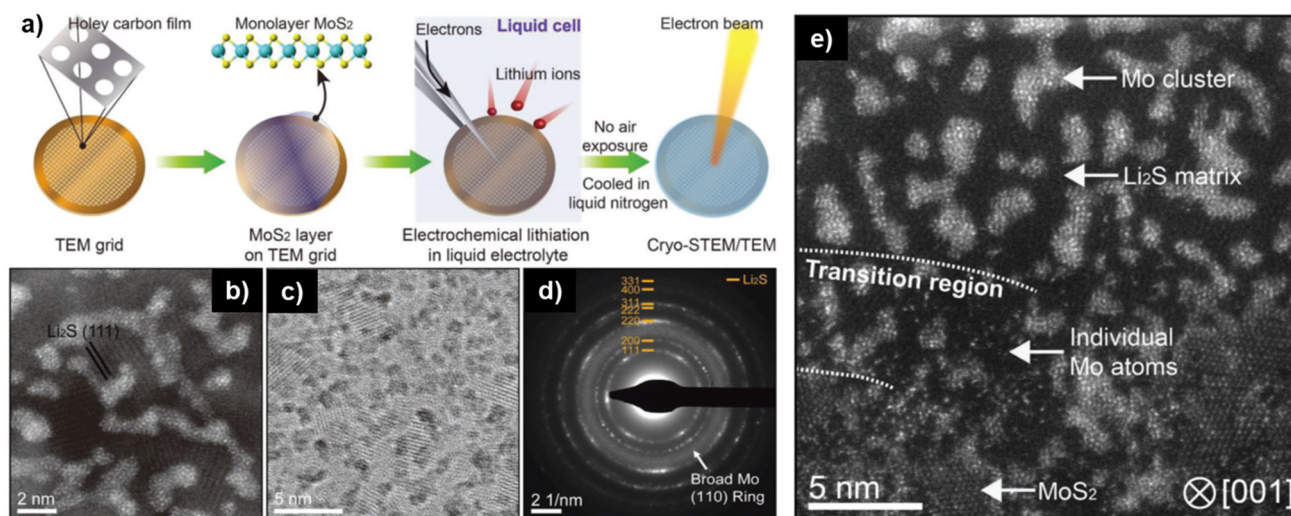 a)
Holey carbon film
Monolayer MoS₂
Electrons
Liquid cell
Lithium ions
Electron beam
No air
exposure
Cooled in
liquid nitrogen
TEM grid
MoS₂ layer
on TEM grid
Electrochemical lithiation
in liquid electrolyte
Cryo-STEM/TEM
b)
Li₂S (111)
2 nm
c)
5 nm
d)
331
400
311
222
220
200
111
Li₂S
Broad Mo
(110) Ring
2 1/nm
e)
Mo cluster
Li₂S matrix
Transition region
Individual
Mo atoms
MoS₂
5 nm
[001]